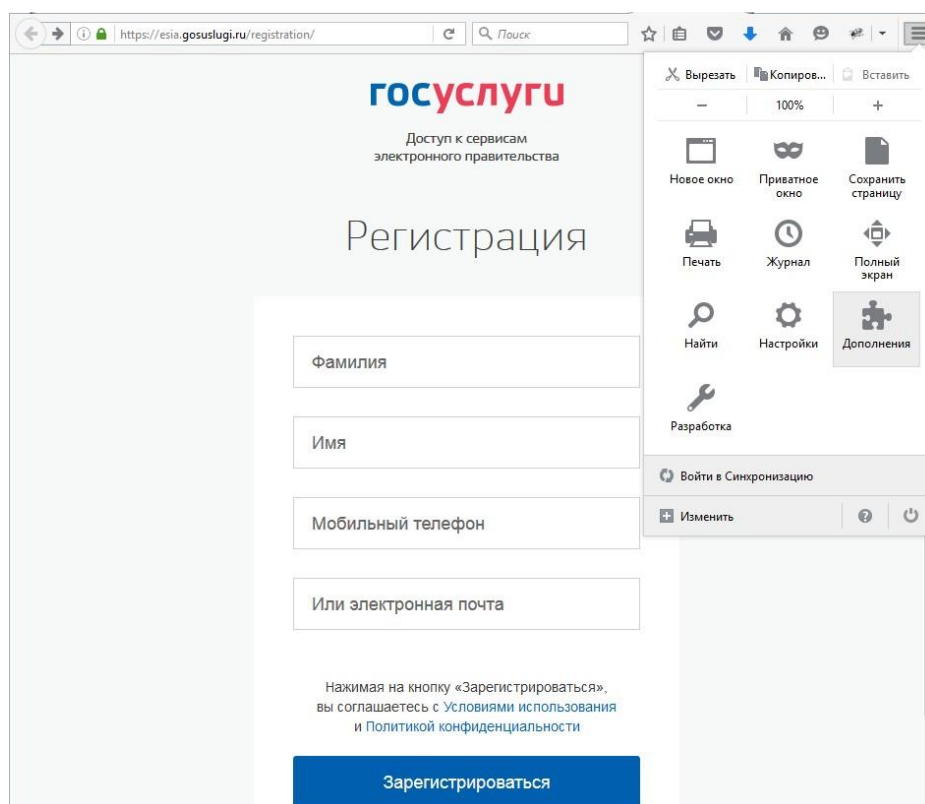 https://esia.gosuslugi.ru/registration/
Поиск
госуслуги
Доступ к сервисам
электронного правительства
Регистрация
Фамилия
Имя
Мобильный телефон
Или электронная почта
Нажимая на кнопку «Зарегистрироваться»,
вы соглашаетесь с Условиями использования
и Политикой конфиденциальности
Зарегистрироваться
Вырезать Копиров... Вставить
− 100% +
Новое окно
Приватное
окно
Сохранить
страницу
Печать
Журнал
Полный
экран
Найти
Настройки
Дополнения
Разработка
Войти в Синхронизацию
Изменить